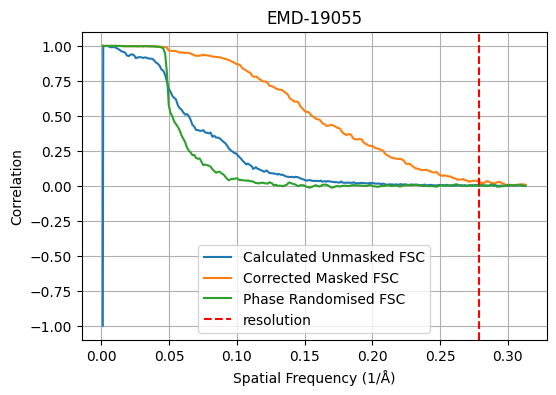 EMD-19055
1.00
0.75
0.50
0.25
0.00
−0.25
−0.50
−0.75
−1.00
Correlation
Calculated Unmasked FSC
Corrected Masked FSC
Phase Randomised FSC
resolution
0.00 0.05 0.10 0.15 0.20 0.25 0.30
Spatial Frequency (1/Å)